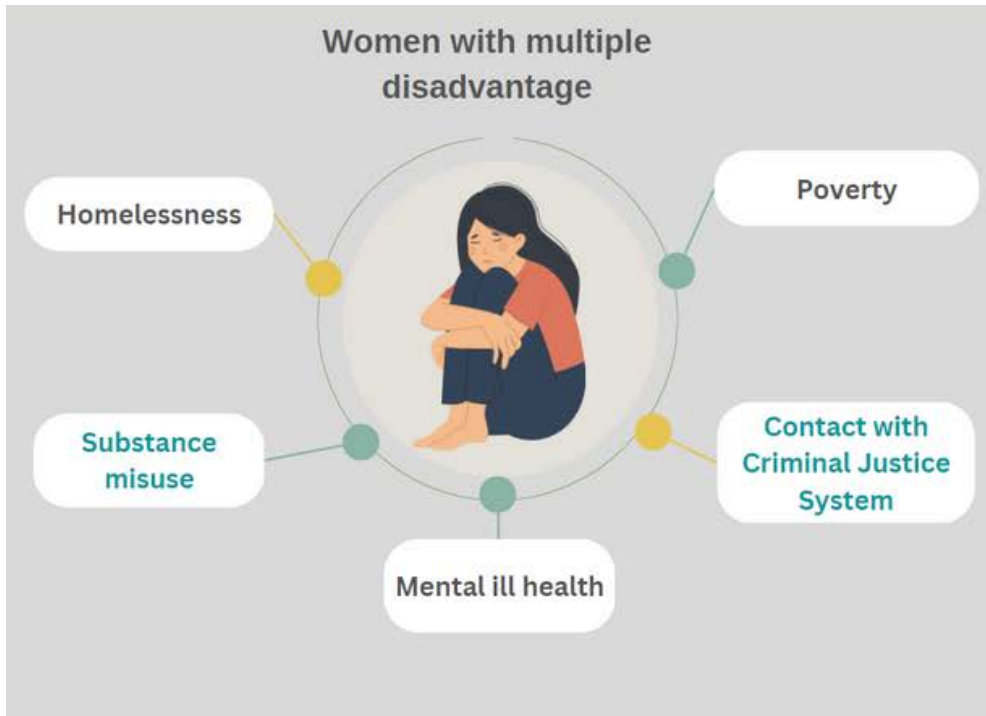 Women with multiple
disadvantage
Homelessness
Poverty
Substance
misuse
Contact with
Criminal Justice
System
Mental ill health